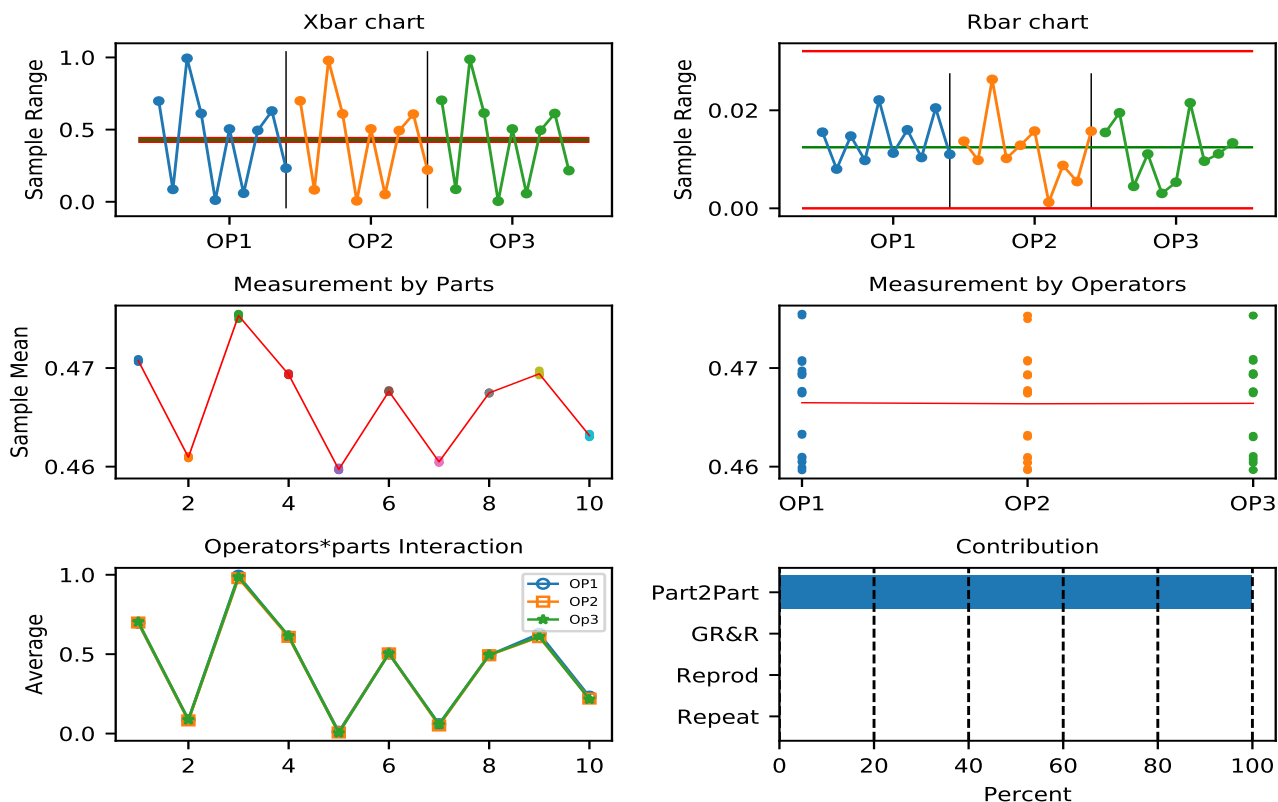 Xbar chart
Sample Range
1.0
0.5
0.0
OP1 OP2 OP3
Rbar chart
Sample Range
0.02
0.00
OP1 OP2 OP3
Measurement by Parts
Sample Mean
0.47
0.46
2 4 6 8 10
Measurement by Operators
0.47
0.46
OP1 OP2 OP3
Operators*parts Interaction
Average
1.0
0.5
0.0
OP1
OP2
Op3
2 4 6 8 10
Contribution
Part2Part
GR&R
Reprod
Repeat
0 20 40 60 80 100
Percent